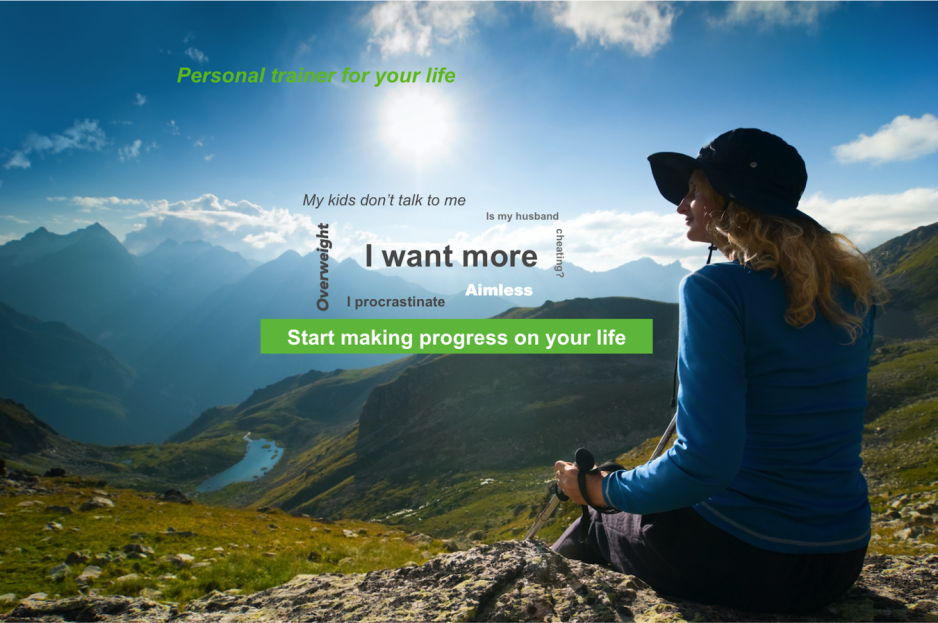 Personal trainer for your life
My kids don't talk to me
Is my husband
cheating?
Overweight
I want more
Aimless
I procrastinate
Start making progress on your life